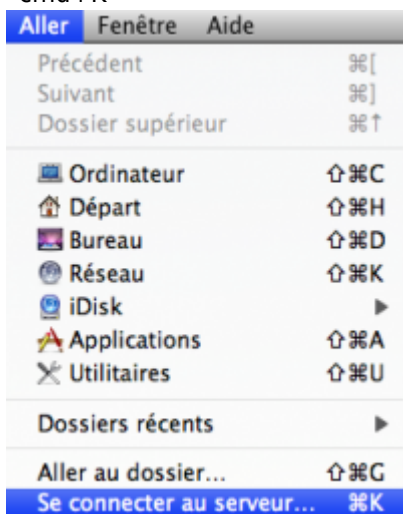 Aller Fenêtre Aide
Précédent ⌘[
Suivant ⌘]
Dossier supérieur ⌘↑
Ordinateur ⇧⌘C
Départ ⇧⌘H
Bureau ⇧⌘D
Réseau ⇧⌘K
iDisk ▶
Applications ⇧⌘A
Utilitaires ⇧⌘U
Dossiers récents ▶
Aller au dossier... ⇧⌘G
Se connecter au serveur... ⌘K